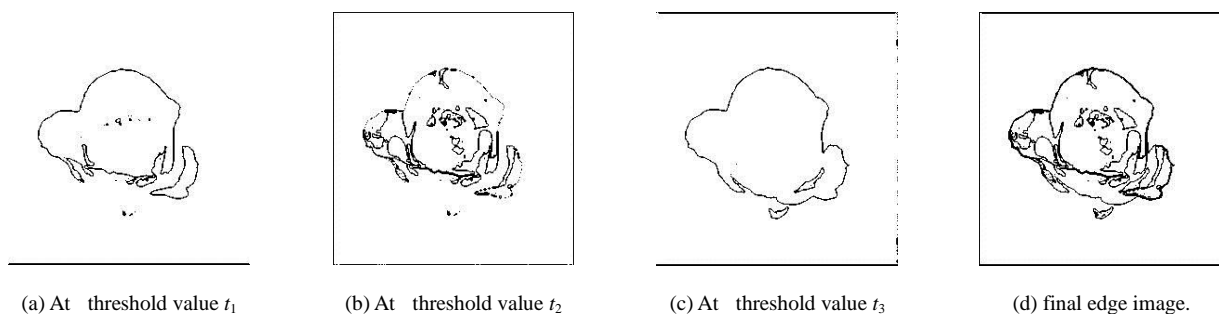 (a) At threshold value t₁
(b) At threshold value t₂
(c) At threshold value t₃
(d) final edge image.